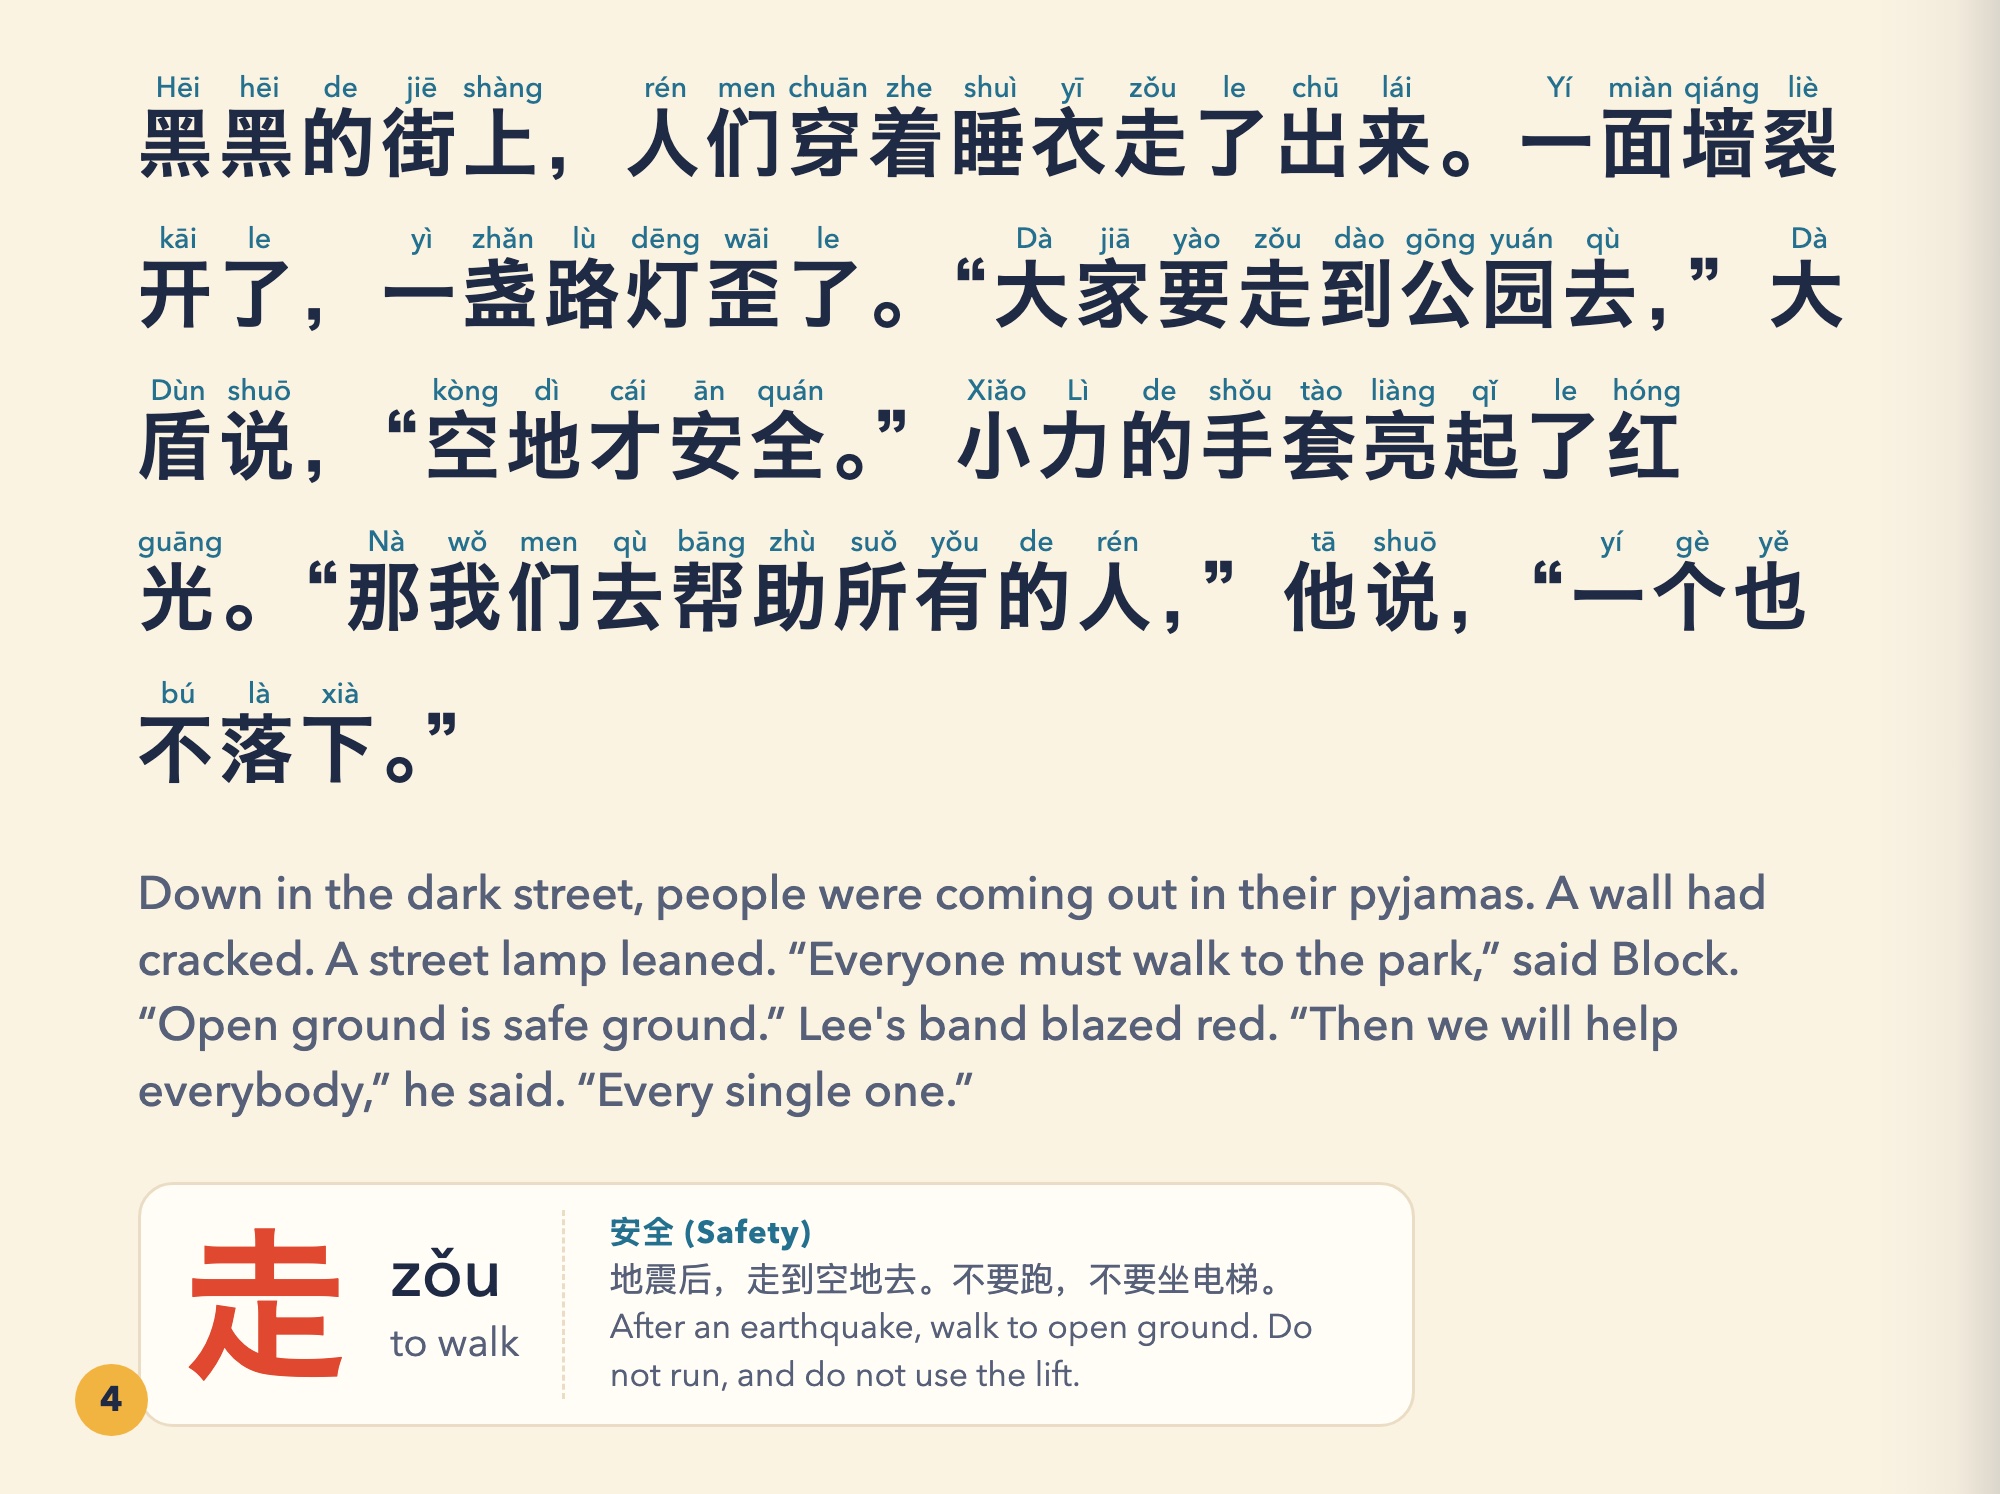 Hēi hēi de jiē shàng rén men chuān zhe shuì yī zǒu le chū lái Yí miàn qiáng liè
黑黑的街上，人们穿着睡衣走了出来。一面墙裂
kāi le yì zhǎn lù dēng wāi le Dà jiā yào zǒu dào gōng yuán qù Dà
开了，一盏路灯歪了。“大家要走到公园去，”大
Dùn shuō kòng dì cái ān quán Xiǎo Lì de shǒu tào liàng qǐ le hóng
盾说，“空地才安全。”小力的手套亮起了红
guāng Nà wǒ men qù bāng zhù suǒ yǒu de rén tā shuō yí gè yě
光。“那我们去帮助所有的人，”他说，“一个也
bú là xià
不落下。”
Down in the dark street, people were coming out in their pyjamas. A wall had
cracked. A street lamp leaned. “Everyone must walk to the park,” said Block.
“Open ground is safe ground.” Lee's band blazed red. “Then we will help
everybody,” he said. “Every single one.”
走
zǒu
to walk
安全 (Safety)
地震后，走到空地去。不要跑，不要坐电梯。
After an earthquake, walk to open ground. Do
not run, and do not use the lift.
4